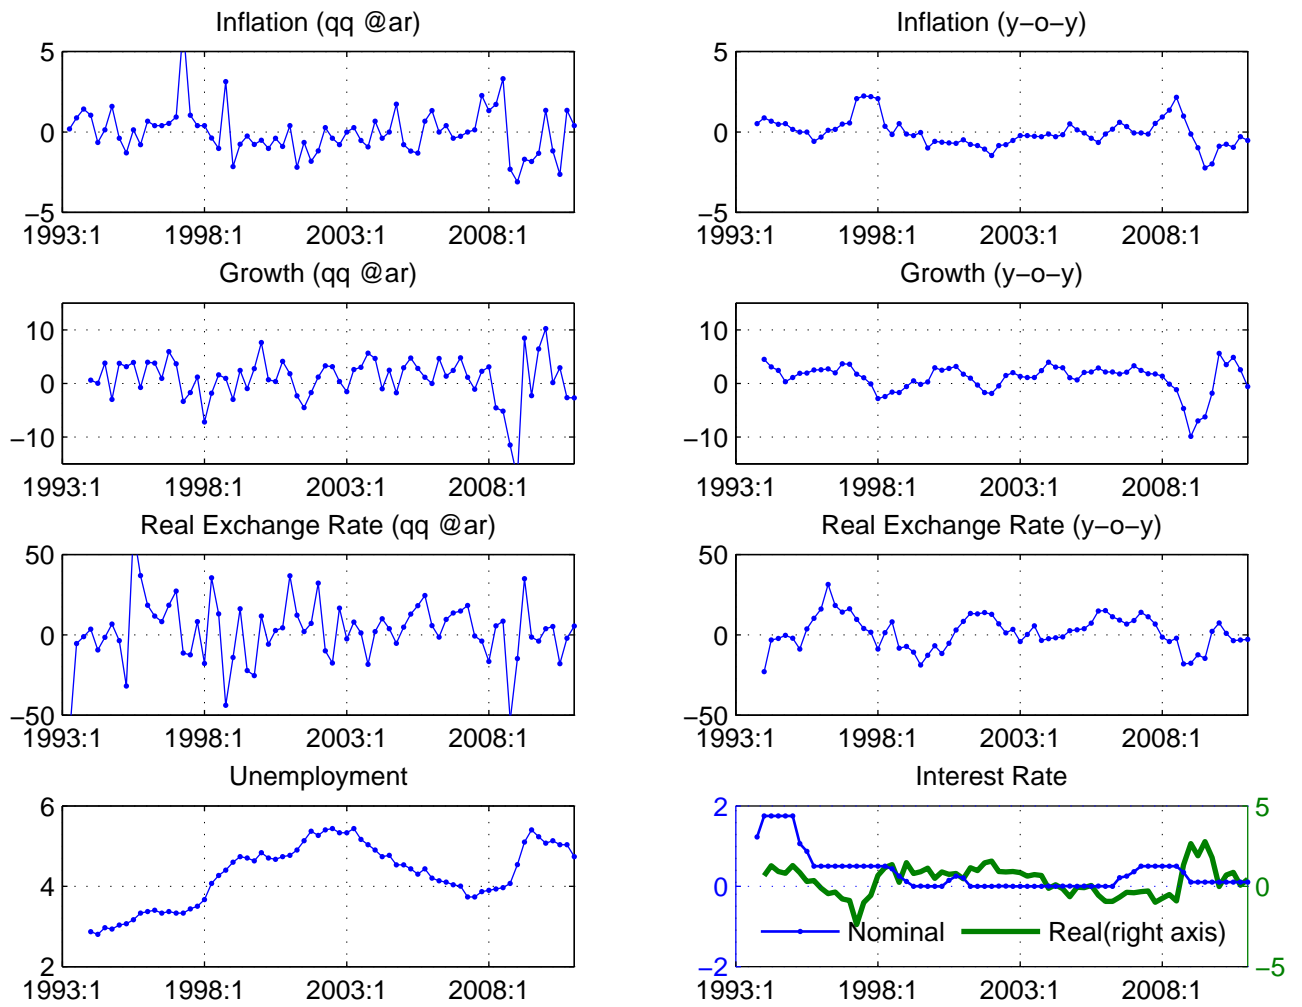 Inflation (qq @ar)
5
0
−5
1993:1 1998:1 2003:1 2008:1
Inflation (y−o−y)
5
0
−5
1993:1 1998:1 2003:1 2008:1
Growth (qq @ar)
10
0
−10
1993:1 1998:1 2003:1 2008:1
Growth (y−o−y)
10
0
−10
1993:1 1998:1 2003:1 2008:1
Real Exchange Rate (qq @ar)
50
0
−50
1993:1 1998:1 2003:1 2008:1
Real Exchange Rate (y−o−y)
50
0
−50
1993:1 1998:1 2003:1 2008:1
Unemployment
6
4
2
1993:1 1998:1 2003:1 2008:1
Interest Rate
2 5
0 0
Nominal Real(right axis)
−2 −5
1993:1 1998:1 2003:1 2008:1